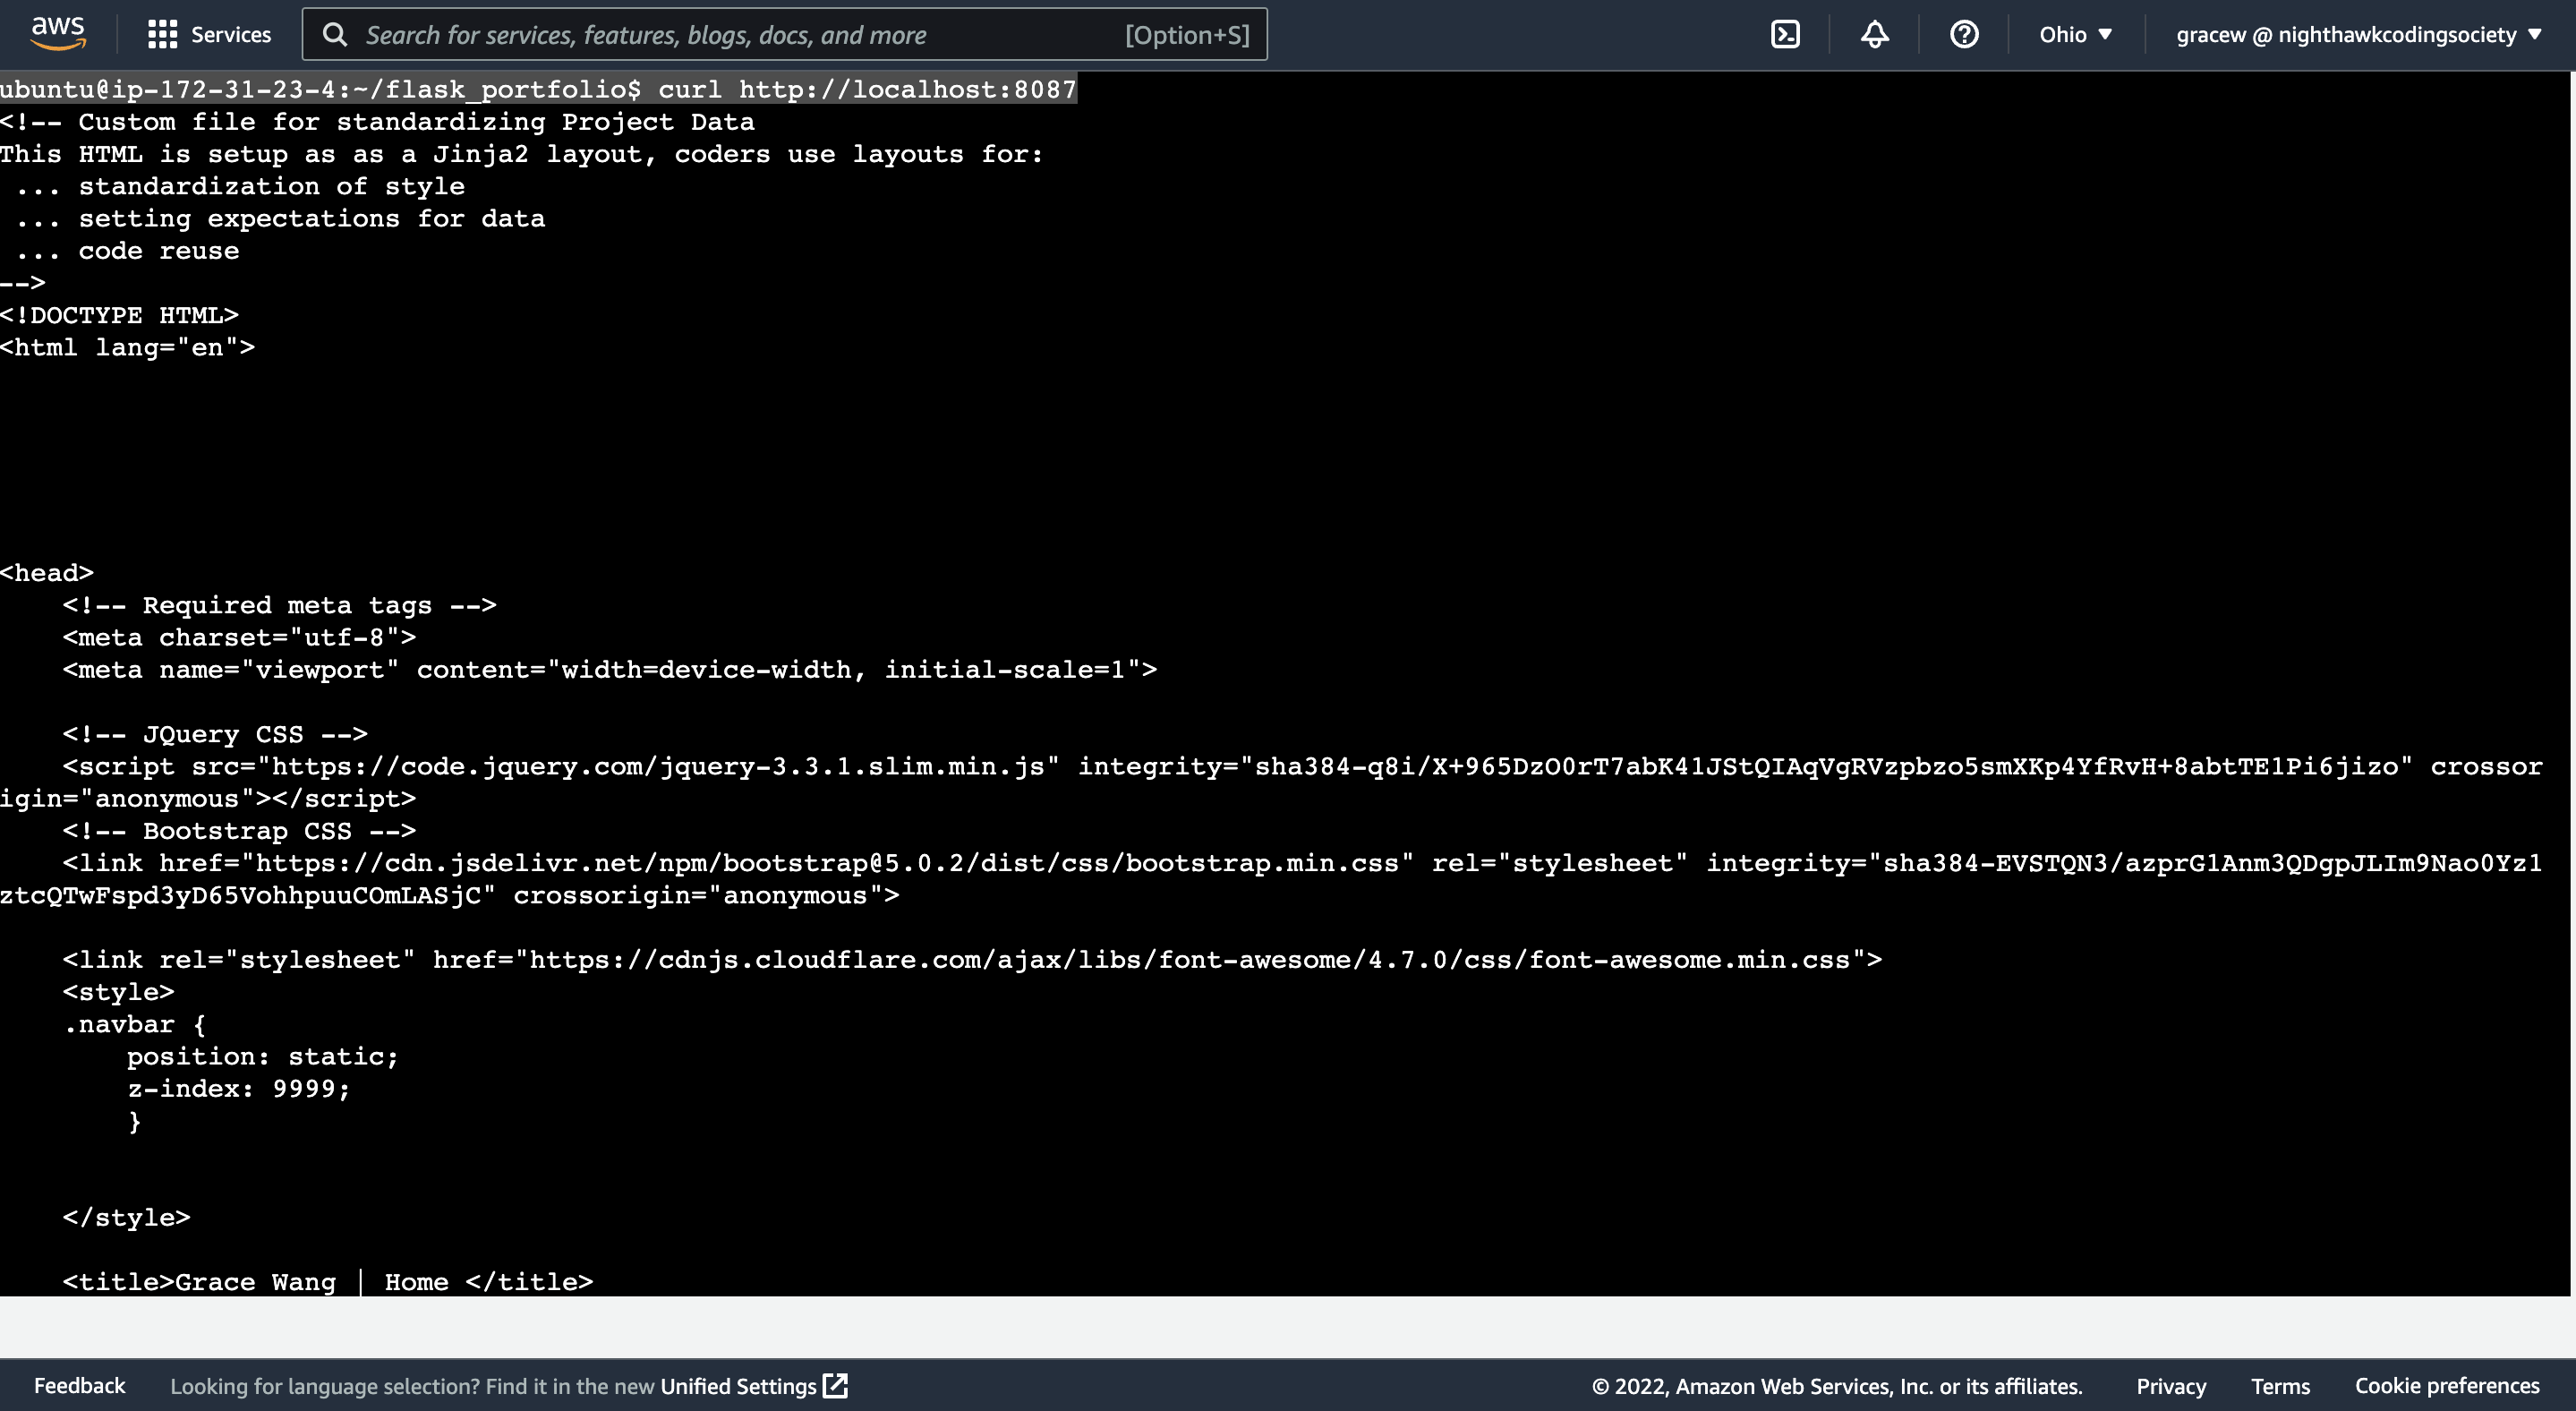 aws Services Search for services, features, blogs, docs, and more [Option+S] Ohio ▼ gracew @ nighthawkcodingsociety ▼
ubuntu@ip-172-31-23-4:~/flask_portfolio$ curl http://localhost:8087
<!-- Custom file for standardizing Project Data
This HTML is setup as as a Jinja2 layout, coders use layouts for:
 ... standardization of style
 ... setting expectations for data
 ... code reuse
-->
<!DOCTYPE HTML>
<html lang="en">
<head>
    <!-- Required meta tags -->
    <meta charset="utf-8">
    <meta name="viewport" content="width=device-width, initial-scale=1">
    <!-- JQuery CSS -->
    <script src="https://code.jquery.com/jquery-3.3.1.slim.min.js" integrity="sha384-q8i/X+965DzO0rT7abK41JStQIAqVgRVzpbzo5smXKp4YfRvH+8abtTE1Pi6jizo" crossor
igin="anonymous"></script>
    <!-- Bootstrap CSS -->
    <link href="https://cdn.jsdelivr.net/npm/bootstrap@5.0.2/dist/css/bootstrap.min.css" rel="stylesheet" integrity="sha384-EVSTQN3/azprG1Anm3QDgpJLIm9Nao0Yz1
ztcQTwFspd3yD65VohhpuuCOmLASjC" crossorigin="anonymous">
    <link rel="stylesheet" href="https://cdnjs.cloudflare.com/ajax/libs/font-awesome/4.7.0/css/font-awesome.min.css">
    <style>
    .navbar {
        position: static;
        z-index: 9999;
        }
    </style>
    <title>Grace Wang | Home </title>
Feedback Looking for language selection? Find it in the new Unified Settings © 2022, Amazon Web Services, Inc. or its affiliates. Privacy Terms Cookie preferences